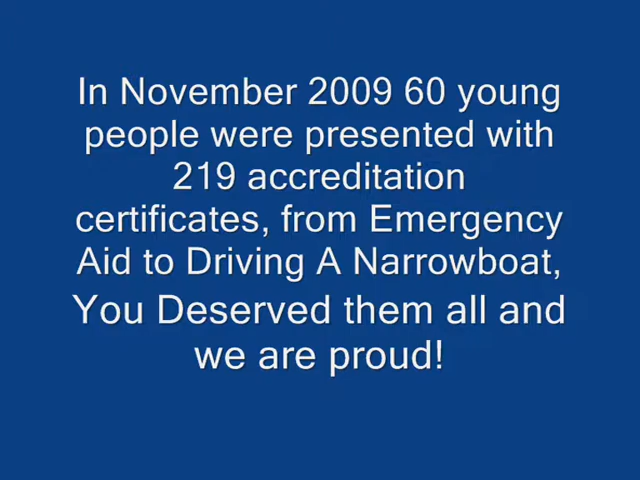 In November 2009 60 young
people were presented with
219 accreditation
certificates, from Emergency
Aid to Driving A Narrowboat,
You Deserved them all and
we are proud!